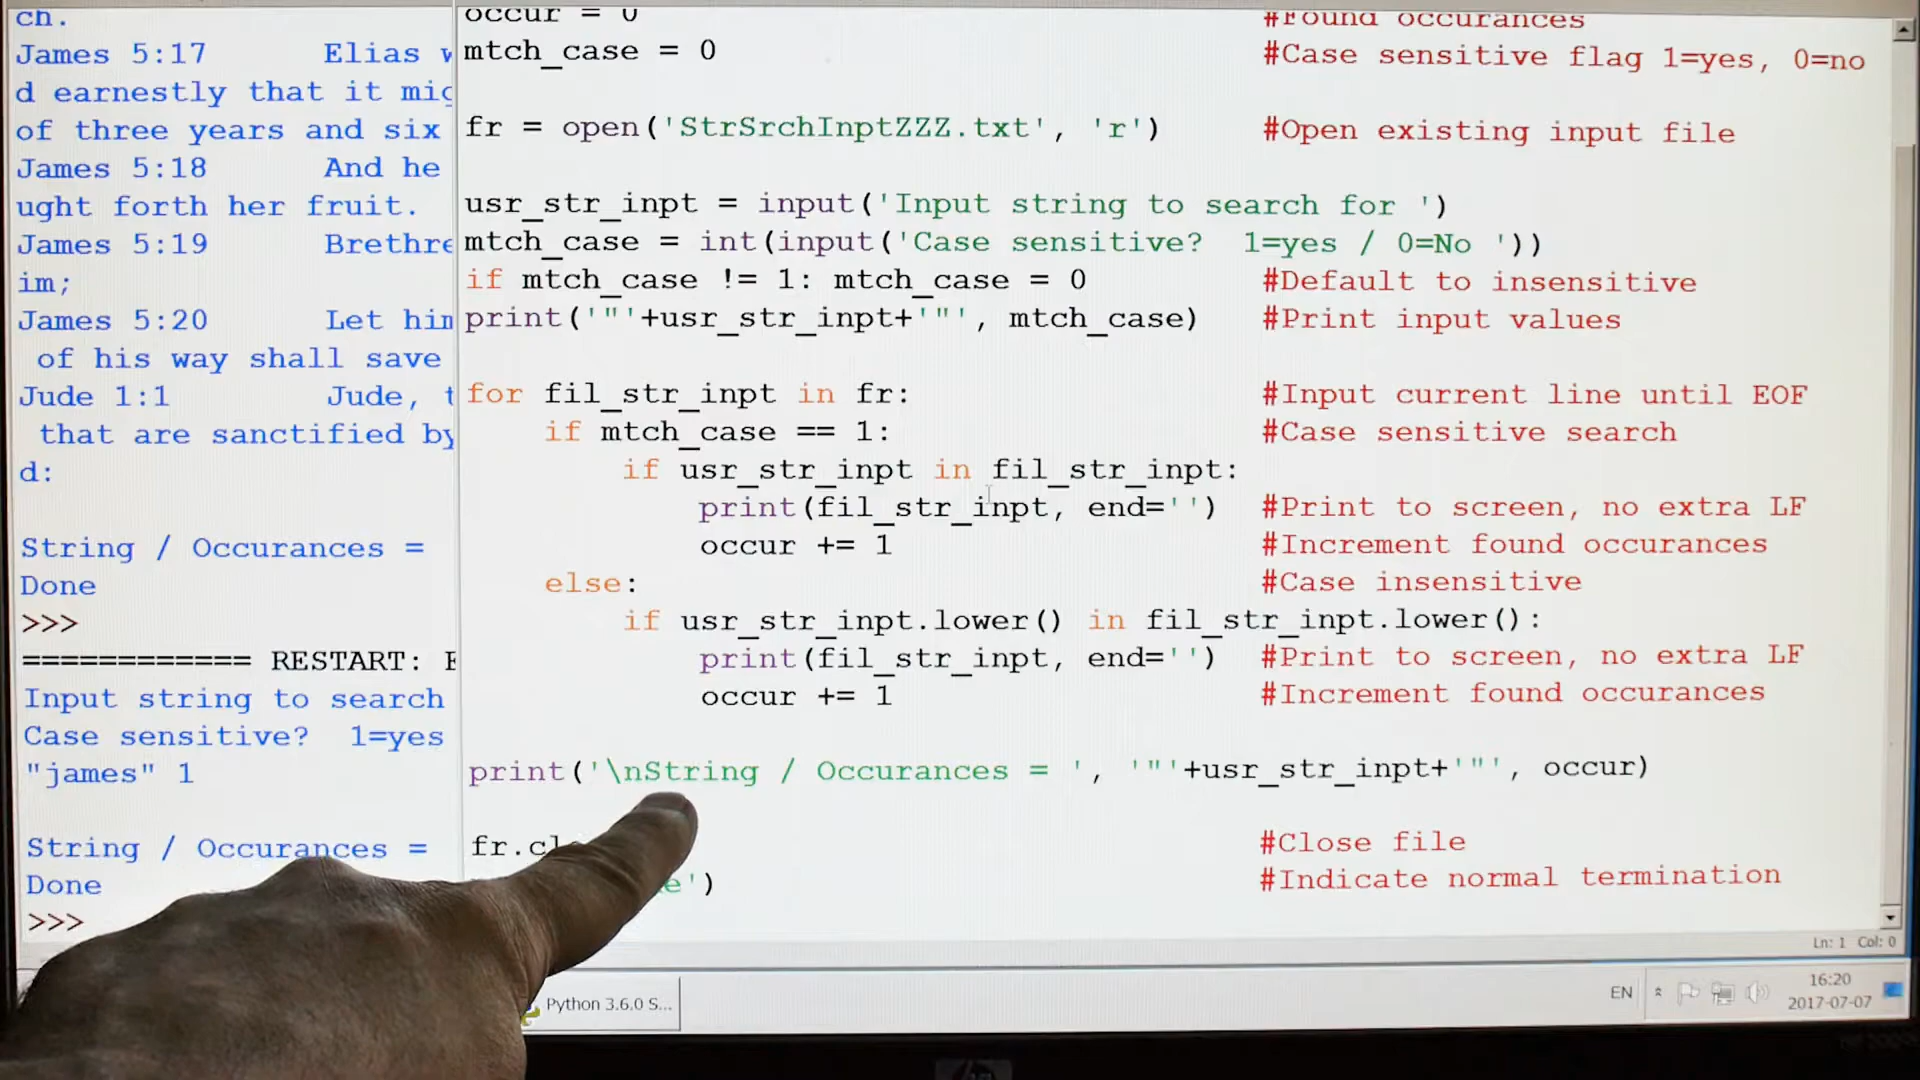 ch.
James 5:17 Elias
d earnestly that it
of three years and six
James 5:18 And he
ught forth her fruit.
James 5:19
im;
James 5:20 Let
of his way shall save
Jude 1:1 Jude,
that are sanctified by
d:
String / Occurances =
Done
>>>
============ RESTART:
Input string to search
Case sensitive? 1=yes
"james" 1
String / Occurances =
Done
>>>
occur = 0 #Found occurances
mtch_case = 0 #Case sensitive flag 1=yes, 0=no
fr = open('StrSrchInptZZZ.txt', 'r') #Open existing input file
usr_str_inpt = input('Input string to search for ')
mtch_case = int(input('Case sensitive? 1=yes / 0=No '))
if mtch_case != 1: mtch_case = 0 #Default to insensitive
print('"'+usr_str_inpt+'"', mtch_case) #Print input values
for fil_str_inpt in fr: #Input current line until EOF
if mtch_case == 1: #Case sensitive search
if usr_str_inpt in fil_str_inpt:
print(fil_str_inpt, end='') #Print to screen, no extra LF
occur += 1 #Increment found occurances
else: #Case insensitive
if usr_str_inpt.lower() in fil_str_inpt.lower():
print(fil_str_inpt, end='') #Print to screen, no extra LF
occur += 1 #Increment found occurances
print('\nString / Occurances = ', '"'+usr_str_inpt+'"', occur)
#Close file
#Indicate normal termination
Ln: 1 Col: 0
Python 3.6.0 S...
EN
16:20
2017-07-07
hp